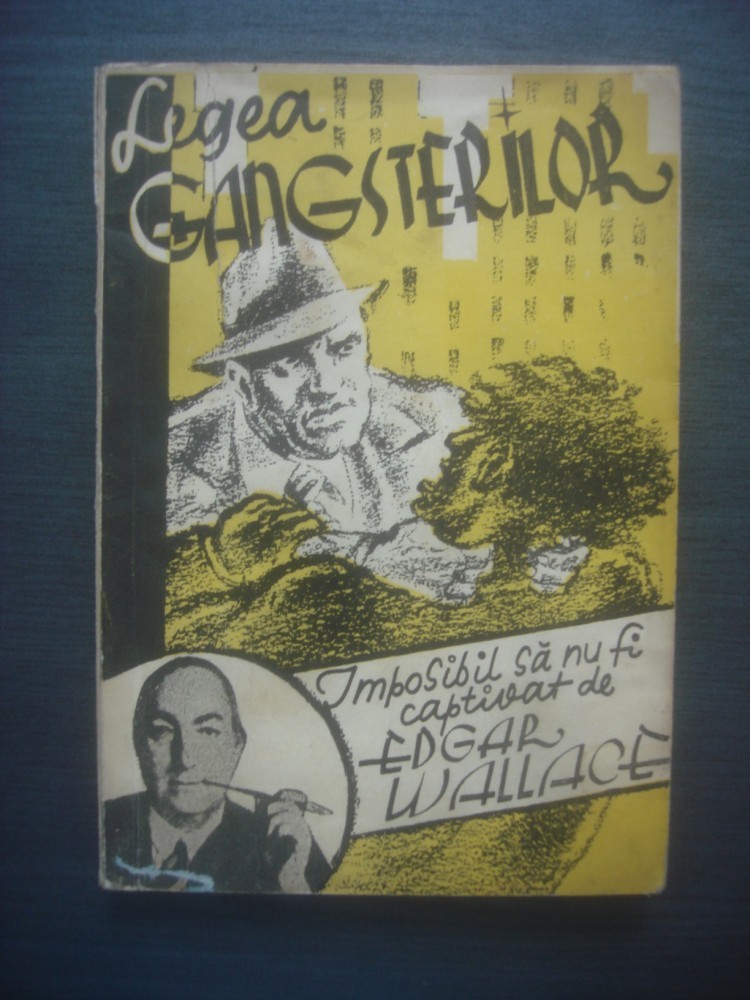 Legea
GANGSTERILOR
Imposibil să nu fi
captivat de
EDGAR
WALLACE